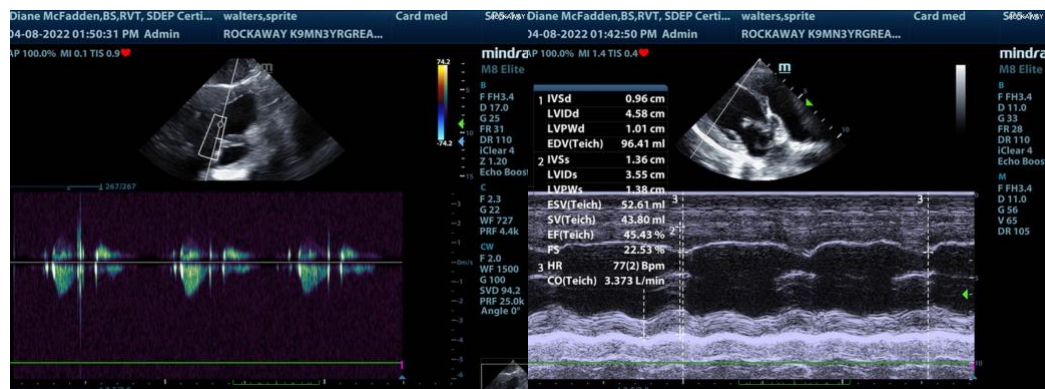 Diane McFadden,BS,RVT, SDEP Certi... walters,sprite Card med
04-08-2022 01:50:31 PM Admin ROCKAWAY K9MN3YRGREA...
AP 100.0% MI 0.1 TIS 0.9
mindra
M8 Elite
m
74.2
-74.2
B
F FH3.4
D 17.0
G 25
FR 31
DR 110
iClear 4
Z 1.20
Echo Boost
C
F 2.3
G 22
WF 727
PRF 4.4k
CW
F 2.0
WF 1500
G 100
SVD 94.2
PRF 25.0k
Angle 0°
267/267
Diane McFadden,BS,RVT, SDEP Certi... walters,sprite Card med
04-08-2022 01:42:50 PM Admin ROCKAWAY K9MN3YRGREA...
AP 100.0% MI 1.4 TIT 0.4
mindra
M8 Elite
m
1 IVSd 0.96 cm
LVIDd 4.58 cm
LVPWd 1.01 cm
EDV(Teich) 96.41 ml
2 IVSs 1.36 cm
LVIDs 3.55 cm
LVPWs 1.38 cm
ESV(Teich) 52.61 ml
SV(Teich) 43.80 ml
EF(Teich) 45.43 %
FS 22.53 %
3 HR 77(2) Bpm
CO(Teich) 3.373 L/min
B
F FH3.4
D 11.0
G 33
FR 28
DR 110
iClear 4
Echo Boost
M
F FH3.4
D 11.0
G 56
V 65
DR 105